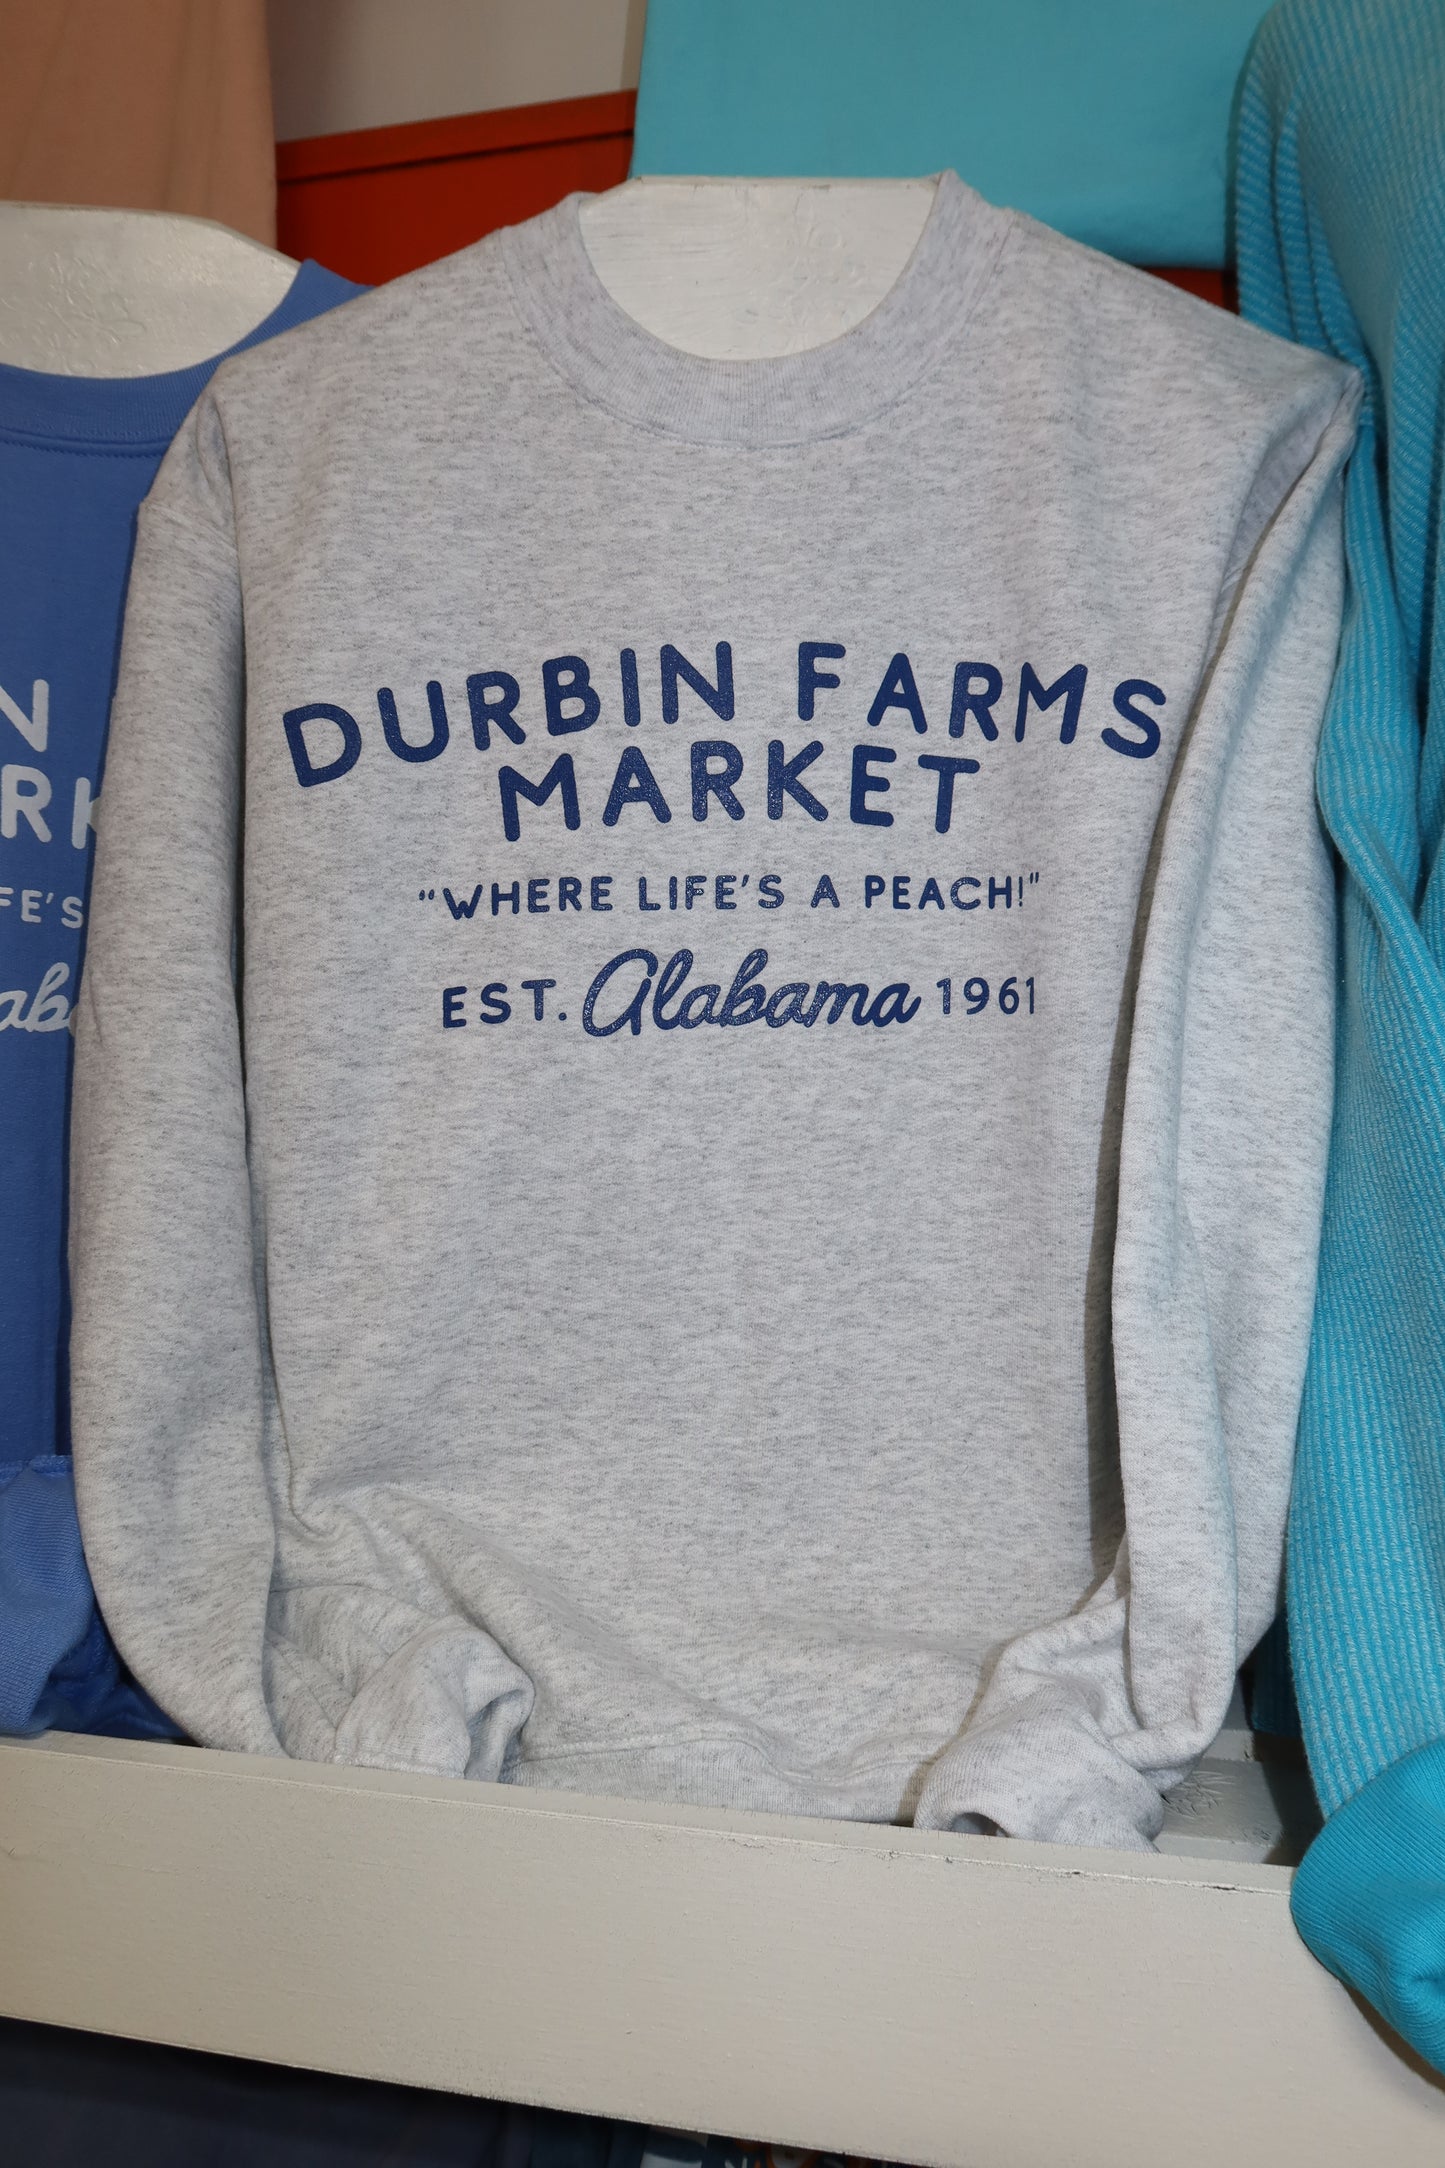 DURBIN FARMS
MARKET
"WHERE LIFE'S A PEACH!"
EST. Alabama 1961